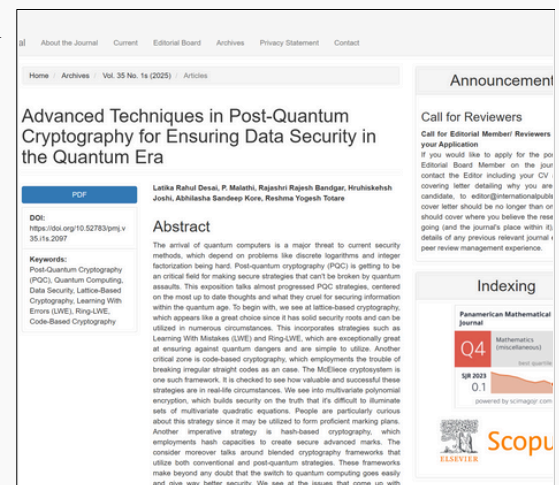 al About the Journal Current Editorial Board Archives Privacy Statement Contact
Home / Archives / Vol. 35 No. 1s (2025) / Articles
Advanced Techniques in Post-Quantum
Cryptography for Ensuring Data Security in
the Quantum Era
PDF
DOI:
https://doi.org/10.52783/pmj.v
35.i1s.2097
Keywords:
Post-Quantum Cryptography
(PQC), Quantum Computing,
Data Security, Lattice-Based
Cryptography, Learning With
Errors (LWE), Ring-LWE,
Code-Based Cryptography
Latika Rahul Desai, P. Malathi, Rajashri Rajesh Bandgar, Hruhiskehsh
Joshi, Abhilasha Sandeep Kore, Reshma Yogesh Totare
Abstract
The arrival of quantum computers is a major threat to current security
methods, which depend on problems like discrete logarithms and integer
factorization being hard. Post-quantum cryptography (PQC) is getting to be
an critical field for making secure strategies that can't be broken by quantum
assaults. This exposition talks almost progressed PQC strategies, centered
on the most up to date thoughts and what they cruel for securing information
within the quantum age. To begin with, we see at lattice-based cryptography,
which appears like a great choice since it has solid security roots and can be
utilized in numerous circumstances. This incorporates strategies such as
Learning With Mistakes (LWE) and Ring-LWE, which are exceptionally great
at ensuring against quantum dangers and are simple to utilize. Another
critical zone is code-based cryptography, which employments the trouble of
breaking irregular straight codes as an case. The McEliece cryptosystem is
one such framework. It is checked to see how valuable and successful these
strategies are in real-life circumstances. We see into multivariate polynomial
encryption, which builds security on the truth that it's difficult to illuminate
sets of multivariate quadratic equations. People are particularly curious
about this strategy since it may be utilized to form proficient marking plans.
Another imperative strategy is hash-based cryptography, which
employments hash capacities to create secure advanced marks. The
consider moreover talks around blended cryptography frameworks that
utilize both conventional and post-quantum strategies. These frameworks
make beyond any doubt that the switch to quantum computing goes easily
and give way better security. We see at the issues that come up with
Announcement
Call for Reviewers
Call for Editorial Member/ Reviewers
your Application
If you would like to apply for the po
Editorial Board Member on the jour
contact the Editor including your CV
covering letter detailing why you are
candidate, to editor@internationalpubl
cover letter should be no longer than on
should cover where you believe the rese
going (and the journal's place within it)
details of any previous relevant journal
peer review management experience.
Indexing
Panamerican Mathematical
Journal
Q4
Mathematics
(miscellaneous)
best quartile
SJR 2023
0.1
powered by scimagojr.com
ELSEVIER
Scopu